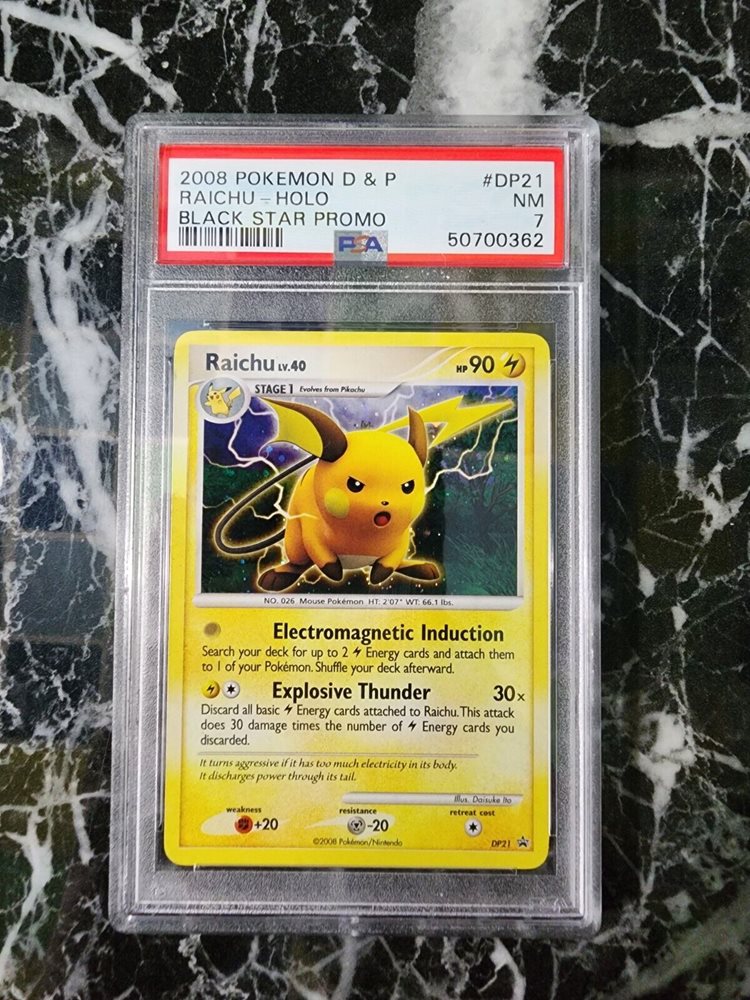 2008 POKEMON D & P #DP21
RAICHU - HOLO NM
BLACK STAR PROMO 7
PSA 50700362
Raichu LV.40 HP 90
STAGE 1 Evolves from Pikachu
NO. 026 Mouse Pokémon HT: 2'07" WT: 66.1 lbs.
Electromagnetic Induction
Search your deck for up to 2 Energy cards and attach them
to 1 of your Pokémon. Shuffle your deck afterward.
Explosive Thunder 30x
Discard all basic Energy cards attached to Raichu. This attack
does 30 damage times the number of Energy cards you
discarded.
It turns aggressive if it has too much electricity in its body.
It discharges power through its tail.
Illus. Daisuke Ito
weakness resistance retreat cost
+20 -20
©2008 Pokémon/Nintendo DP21